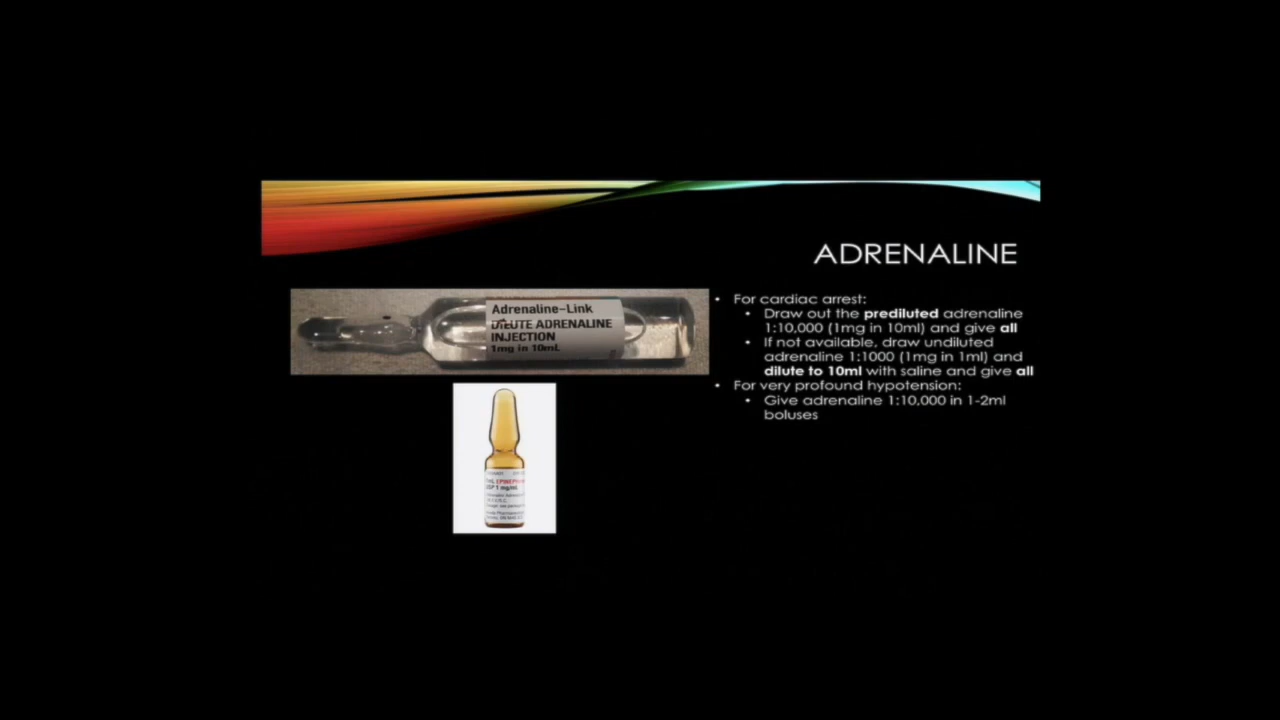 ADRENALINE
Adrenaline-Link
DILUTE ADRENALINE
INJECTION
1mg in 10mL
• For cardiac arrest:
• Draw out the prediluted adrenaline
1:10,000 (1mg in 10ml) and give all
• If not available, draw undiluted
adrenaline 1:1000 (1mg in 1ml) and
dilute to 10ml with saline and give all
• For very profound hypotension:
• Give adrenaline 1:10,000 in 1-2ml
boluses
1 mg/mL